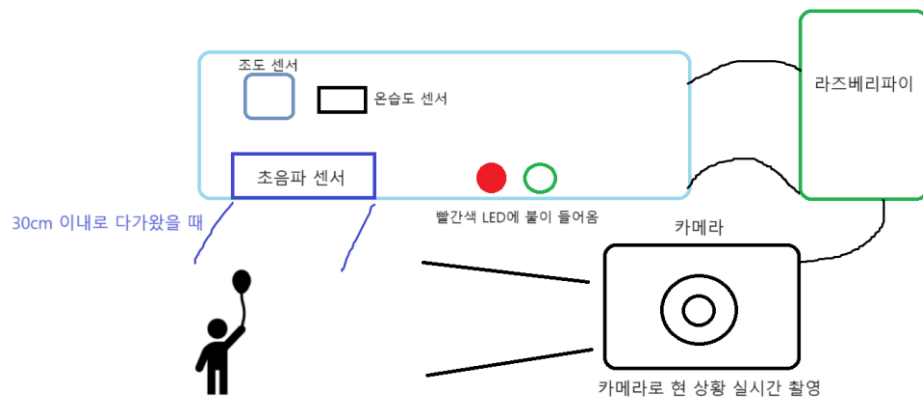 조도 센서
온습도 센서
라즈베리파이
초음파 센서
30cm 이내로 다가왔을 때
빨간색 LED에 불이 들어옴
카메라
카메라로 현 상황 실시간 촬영